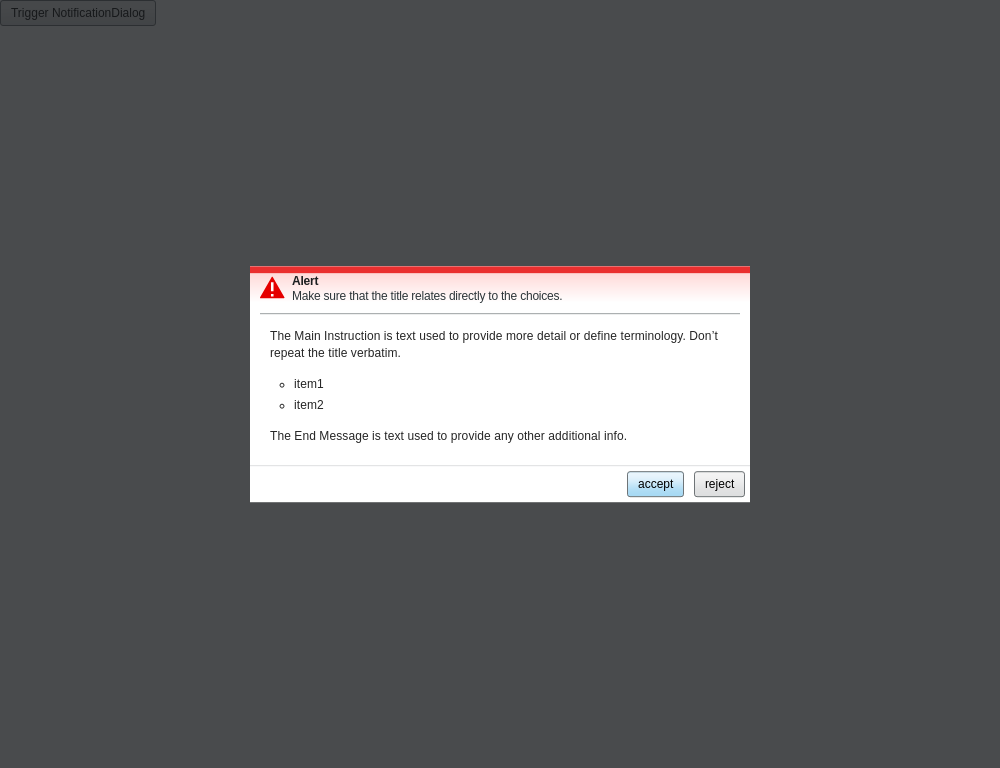 Trigger NotificationDialog
Alert
Make sure that the title relates directly to the choices.
The Main Instruction is text used to provide more detail or define terminology. Don’t
repeat the title verbatim.
item1
item2
The End Message is text used to provide any other additional info.
accept
reject